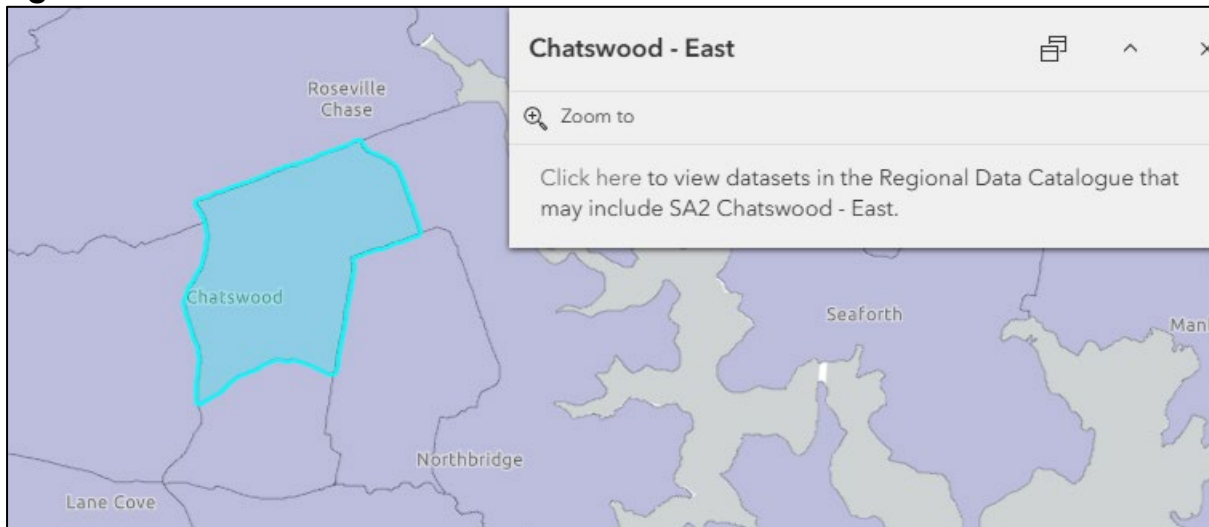 Chatswood - East
Zoom to
Click here to view datasets in the Regional Data Catalogue that
may include SA2 Chatswood - East.
Roseville
Chase
Chatswood
Seaforth
Northbridge
Lane Cove